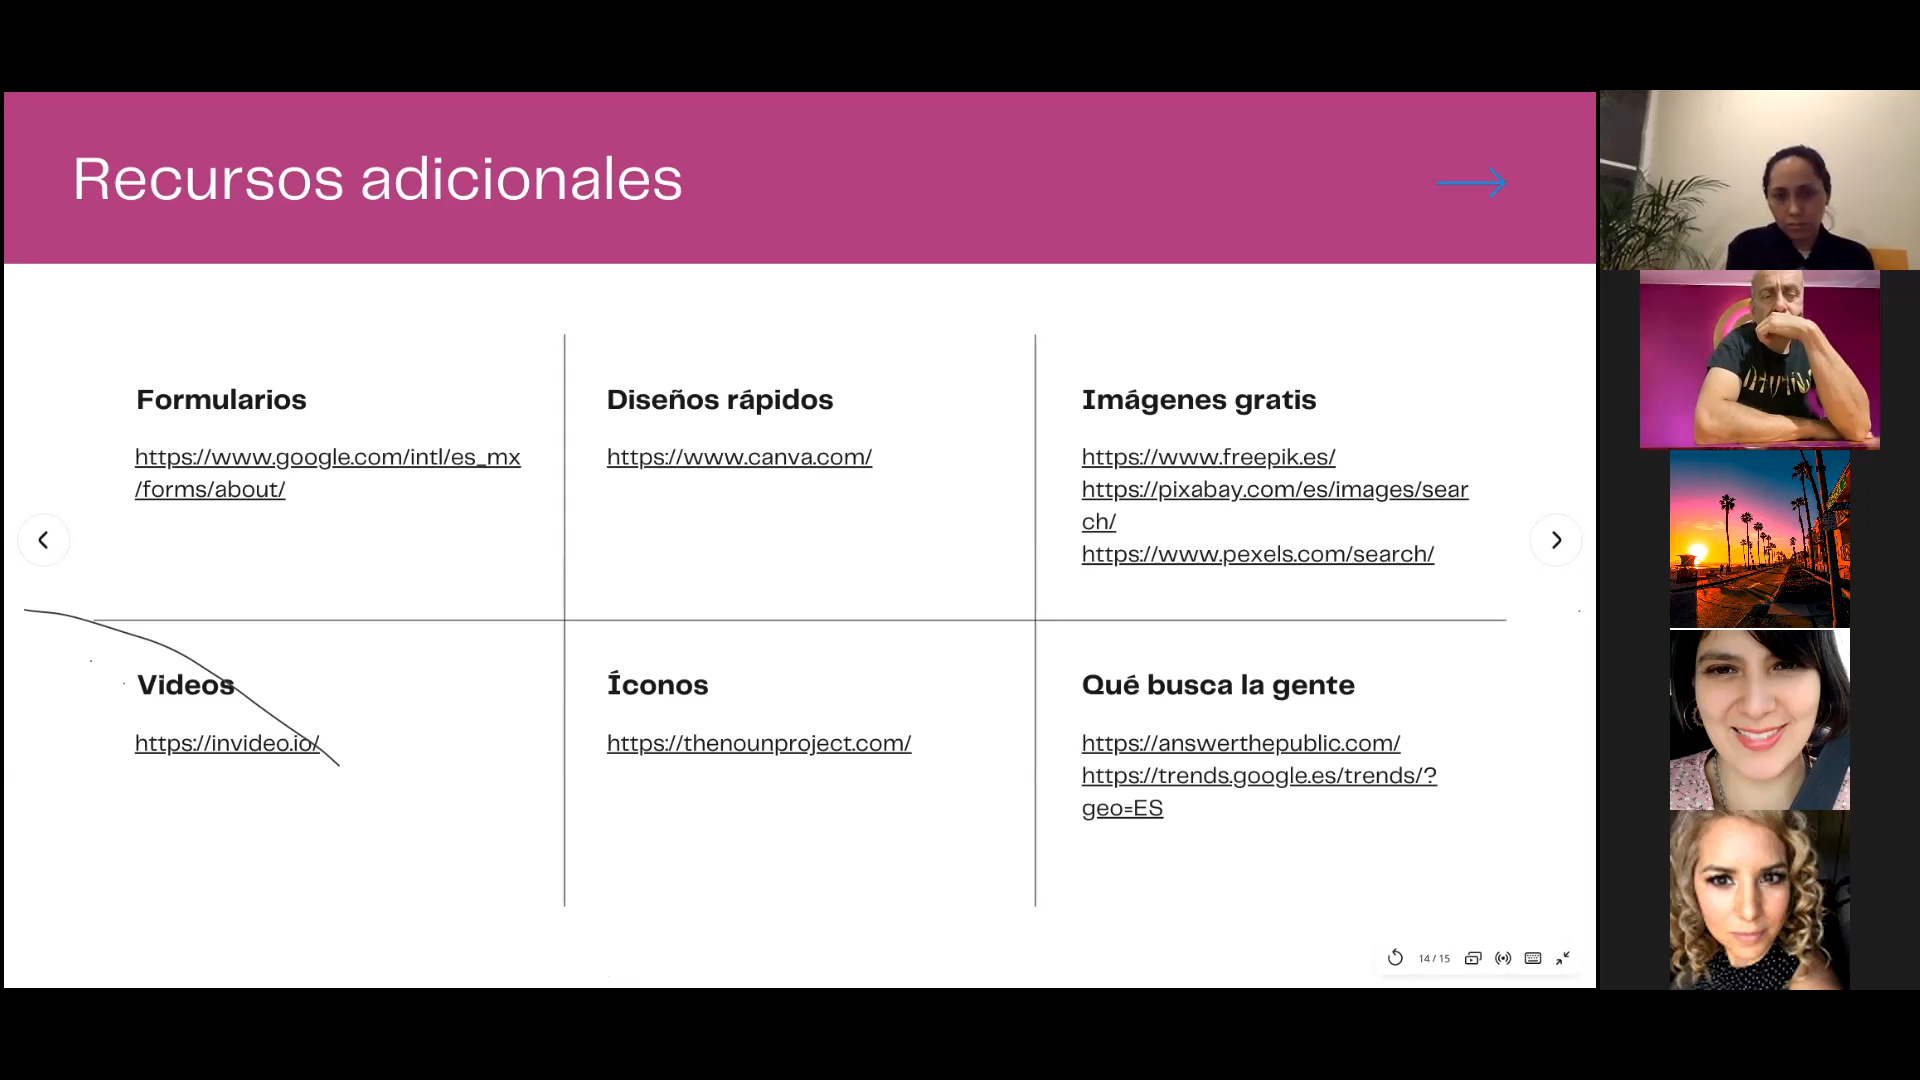 Recursos adicionales
Formularios
https://www.google.com/intl/es_mx
/forms/about/
Diseños rápidos
https://www.canva.com/
Imágenes gratis
https://www.freepik.es/
https://pixabay.com/es/images/sear
ch/
https://www.pexels.com/search/
Videos
https://invideo.io/
Íconos
https://thenounproject.com/
Qué busca la gente
https://answerthepublic.com/
https://trends.google.es/trends/?
geo=ES
14 / 15